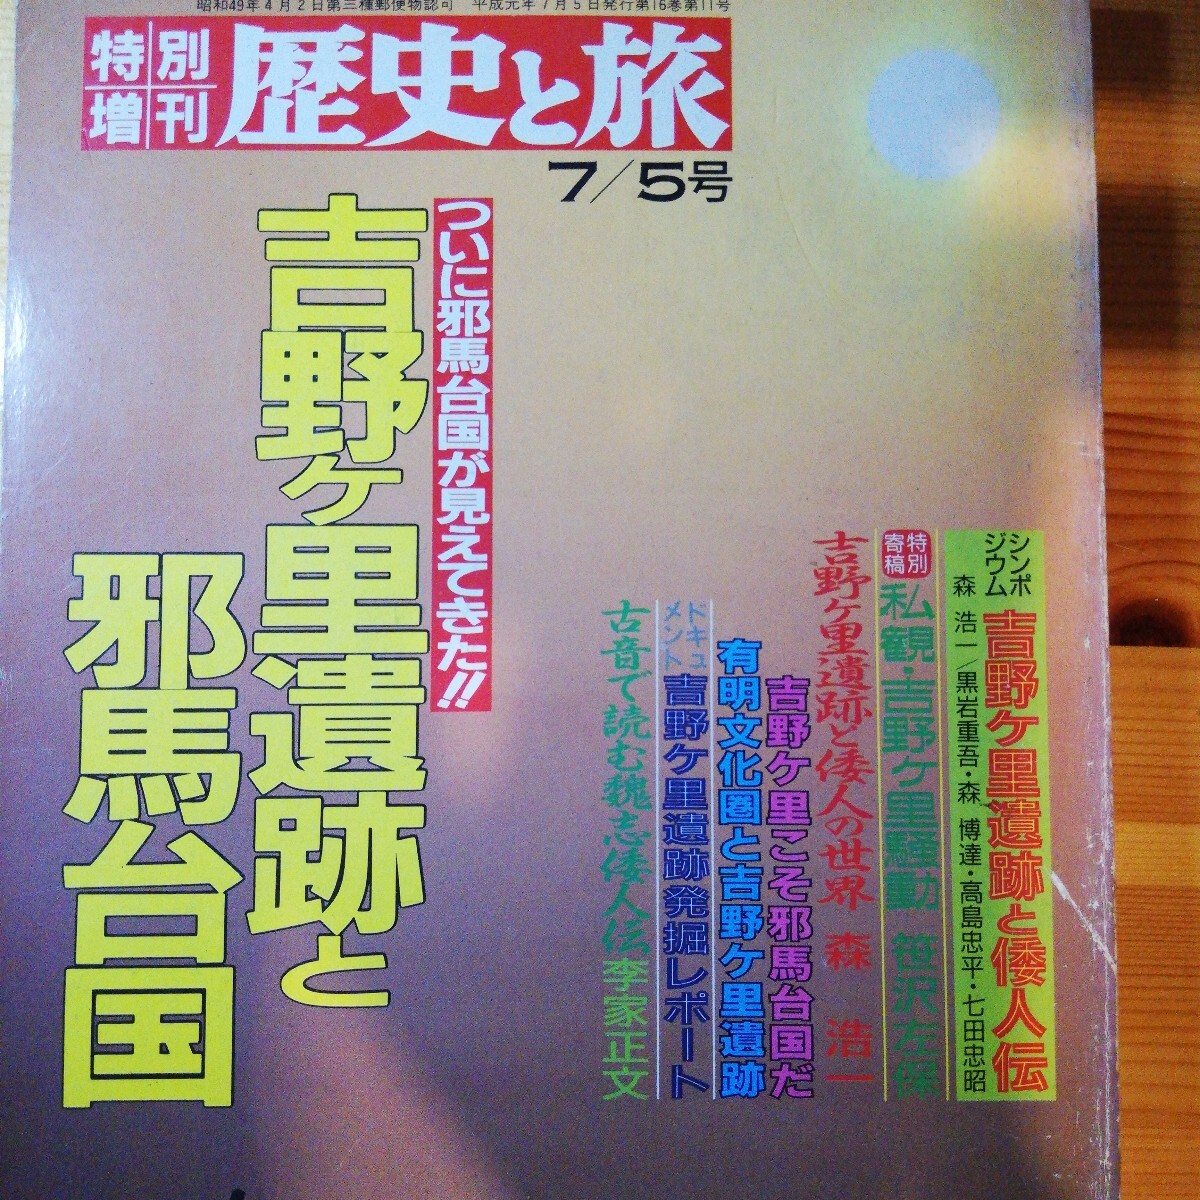 昭和49年4月2日第三種郵便物認可　平成元年7月5日発行第16巻第11号
特別増刊
歴史と旅
7/5号
ついに邪馬台国が見えてきた!!
吉野ヶ里遺跡と
邪馬台国
シンポジウム
吉野ヶ里遺跡と倭人伝
森　浩一/黒岩重吾・森　博達・高島忠平・七田忠昭
特別寄稿
私観・吉野ヶ里騒動　笹沢左保
吉野ヶ里遺跡と倭人の世界　森　浩一
吉野ヶ里こそ邪馬台国だ
有明文化圏と吉野ヶ里遺跡
ドキュメント
吉野ヶ里遺跡発掘レポート
古音で読む魏志倭人伝　李家正文